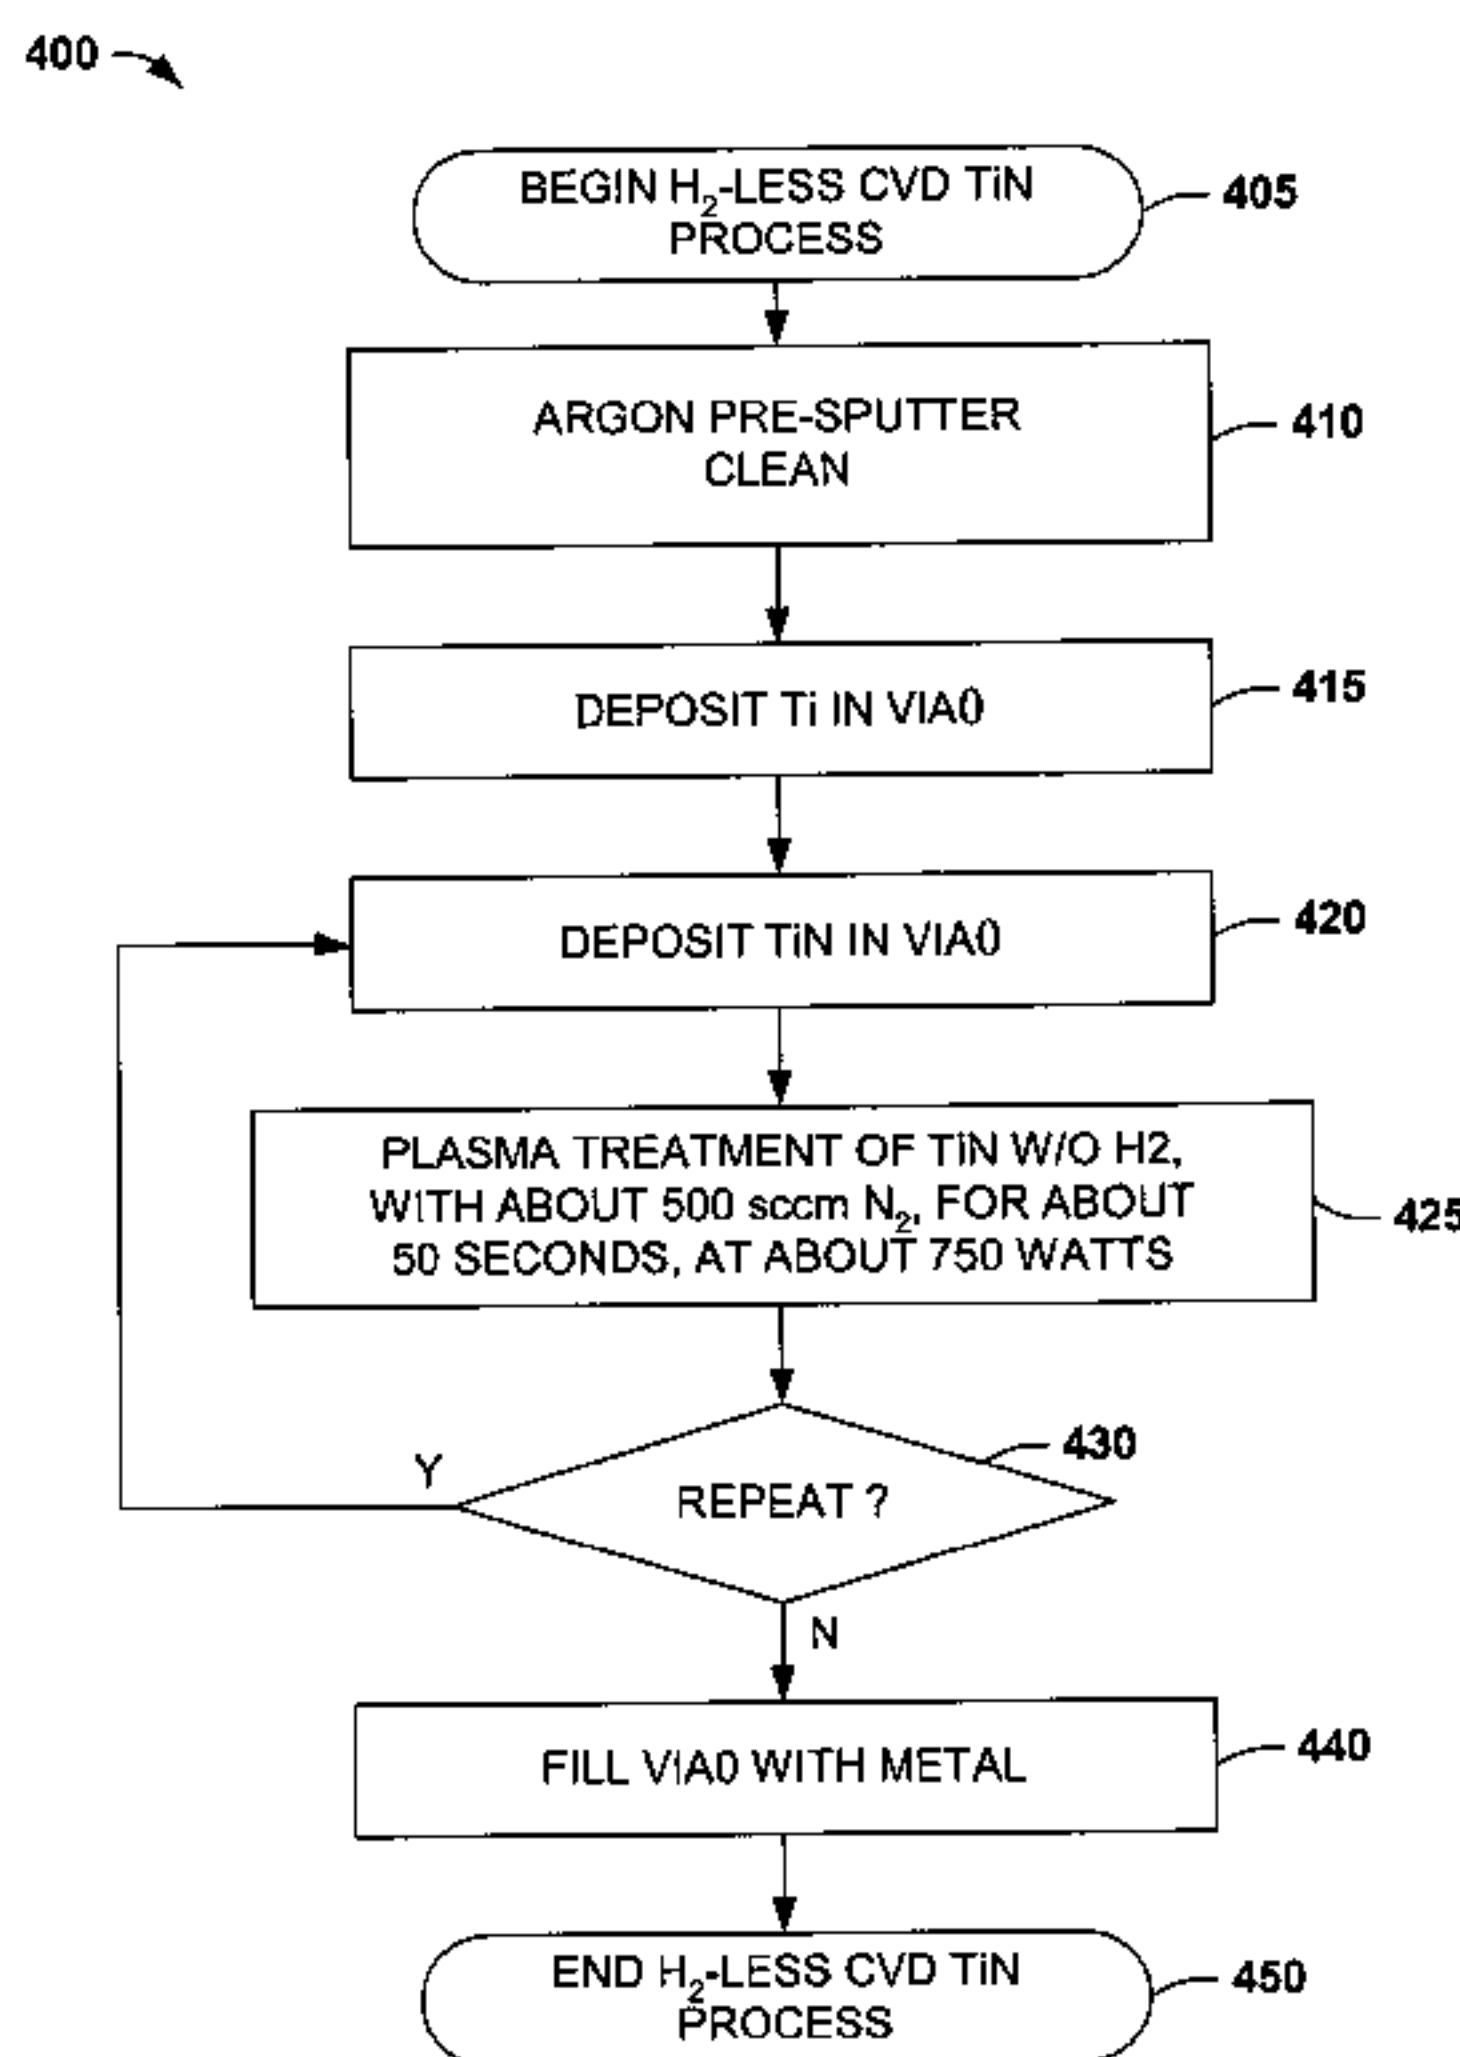 400
BEGIN H₂-LESS CVD TiN
PROCESS
405
ARGON PRE-SPUTTER
CLEAN
410
DEPOSIT Ti IN VIA0
415
DEPOSIT TiN IN VIA0
420
PLASMA TREATMENT OF TiN W/O H2,
WITH ABOUT 500 sccm N₂, FOR ABOUT
50 SECONDS, AT ABOUT 750 WATTS
425
430
Y
REPEAT ?
N
FILL VIA0 WITH METAL
440
END H₂-LESS CVD TiN
PROCESS
450